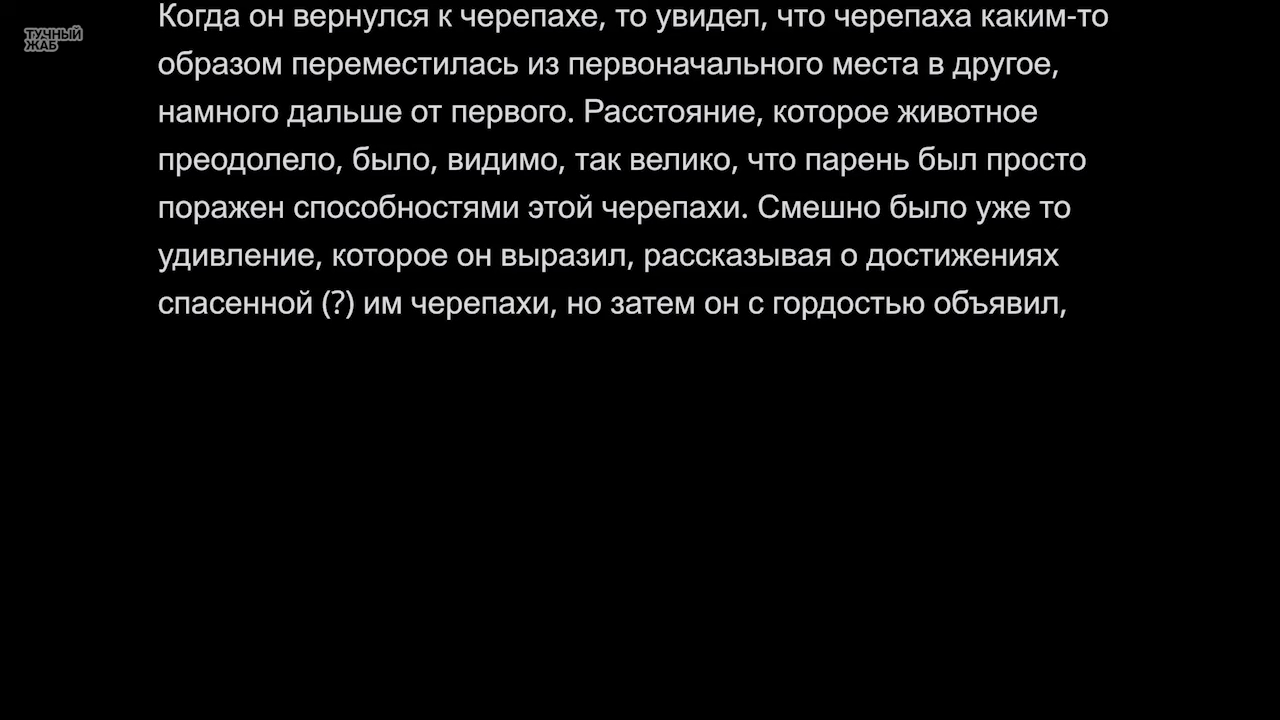 ТУЧНЫЙ
ЖАБ
Когда он вернулся к черепахе, то увидел, что черепаха каким-то
образом переместилась из первоначального места в другое,
намного дальше от первого. Расстояние, которое животное
преодолело, было, видимо, так велико, что парень был просто
поражен способностями этой черепахи. Смешно было уже то
удивление, которое он выразил, рассказывая о достижениях
спасенной (?) им черепахи, но затем он с гордостью объявил,